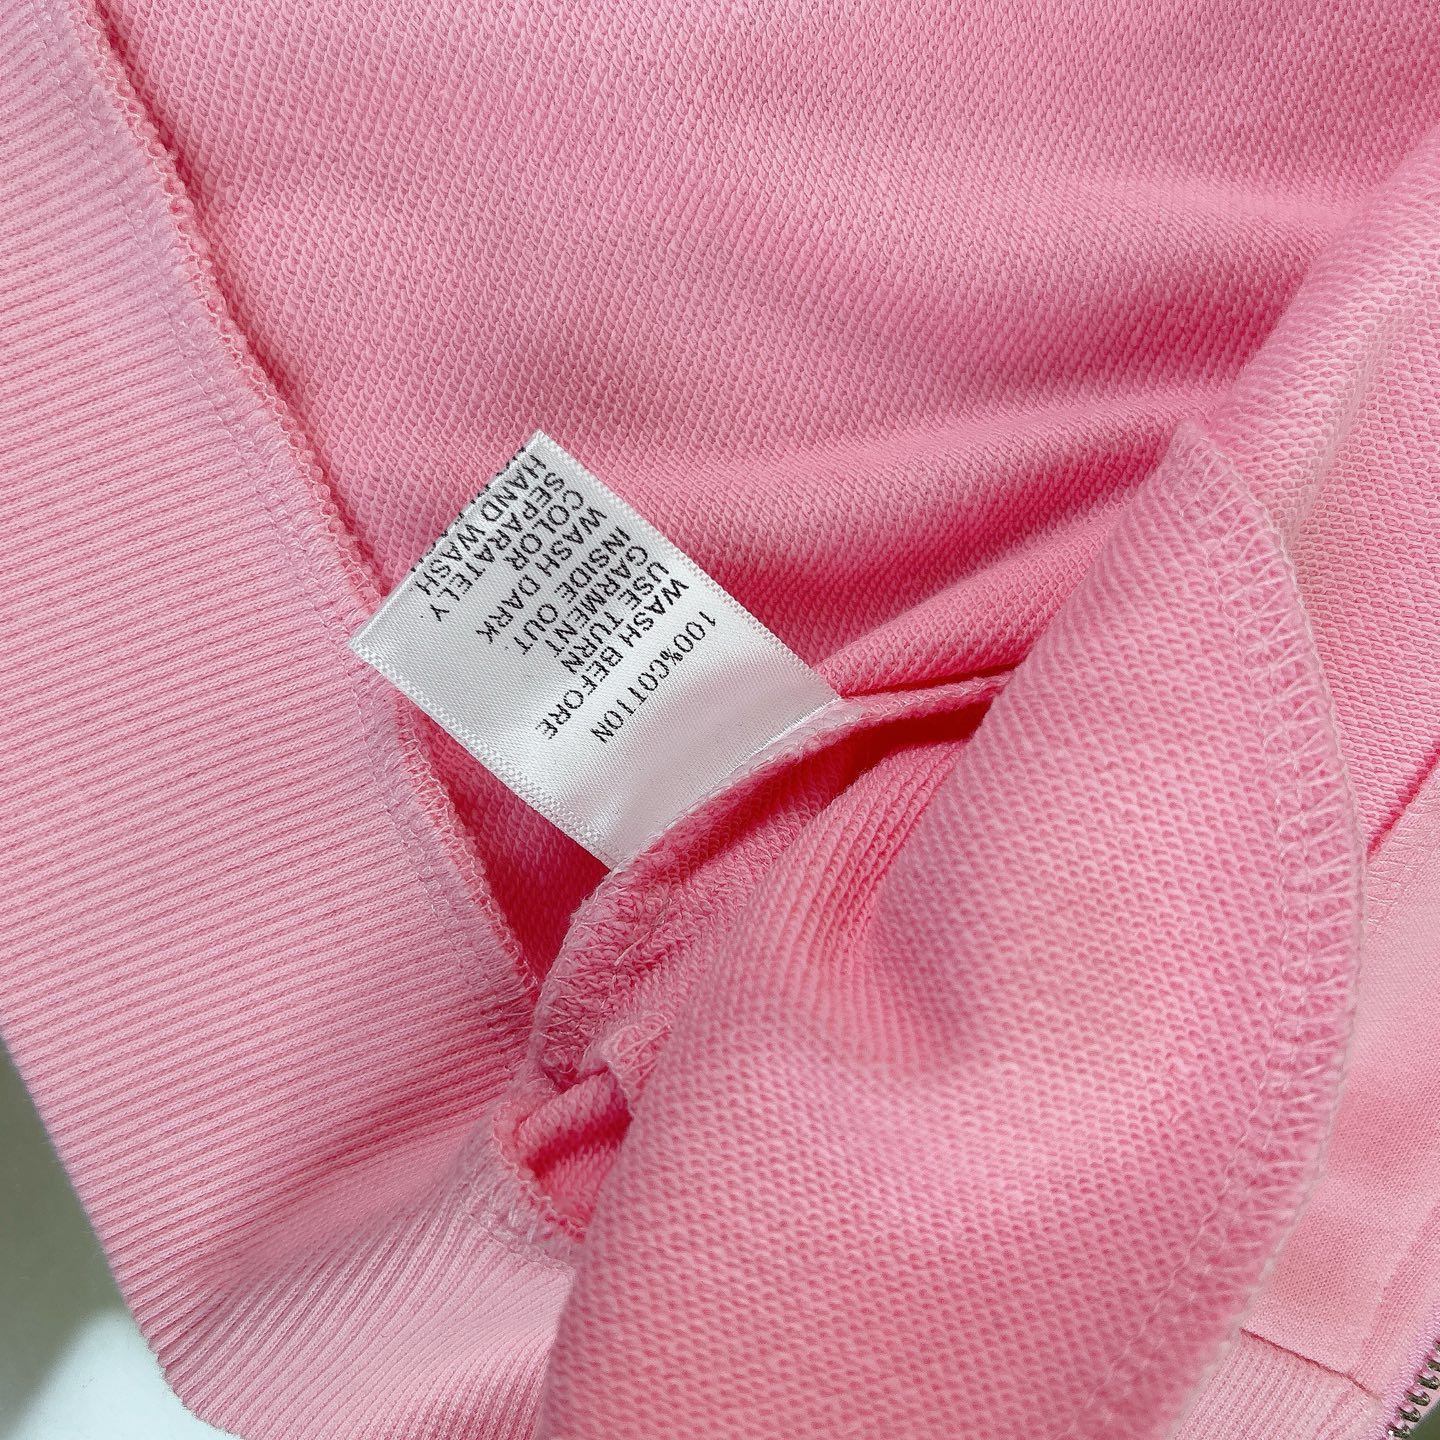 100%COTTON
WASH BEFORE
USE TURN
GARMENT
INSIDE OUT
WASH DARK
COLOR
SEPARATELY
HAND WASH